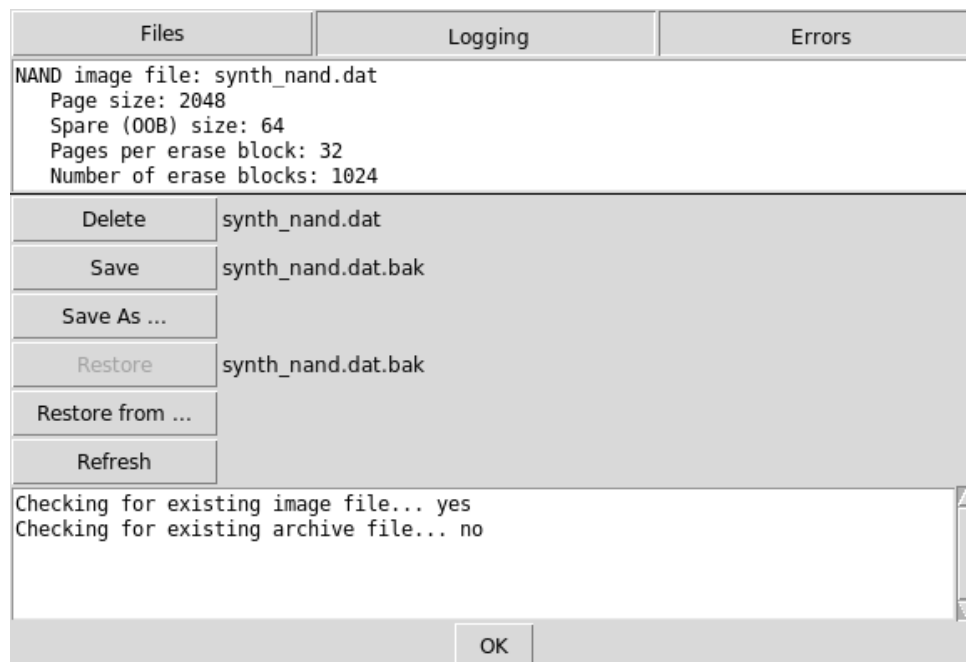 Files Logging Errors
NAND image file: synth_nand.dat
Page size: 2048
Spare (OOB) size: 64
Pages per erase block: 32
Number of erase blocks: 1024
Delete synth_nand.dat
Save synth_nand.dat.bak
Save As ...
Restore synth_nand.dat.bak
Restore from ...
Refresh
Checking for existing image file... yes
Checking for existing archive file... no
OK